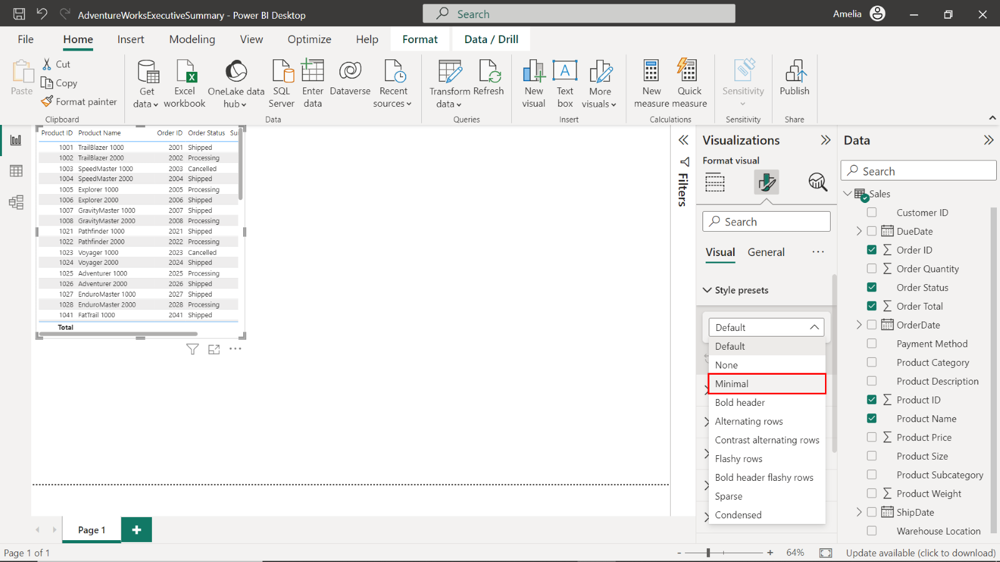 AdventureWorksExecutiveSummary - Power BI Desktop
Search
Amelia
File Home Insert Modeling View Optimize Help Format Data / Drill
Paste
Cut
Copy
Format painter
Clipboard
Get data
Excel workbook
OneLake data hub
SQL Server
Enter data
Dataverse
Recent sources
Data
Transform data
Refresh
Queries
New visual
Text box
More visuals
Insert
New measure
Quick measure
Calculations
Sensitivity
Sensitivity
Publish
Share
Product ID Product Name Order ID Order Status Su
1001 TrailBlazer 1000 2001 Shipped
1002 TrailBlazer 2000 2002 Processing
1003 SpeedMaster 1000 2003 Cancelled
1004 SpeedMaster 2000 2004 Shipped
1005 Explorer 1000 2005 Processing
1006 Explorer 2000 2006 Shipped
1007 GravityMaster 1000 2007 Shipped
1008 GravityMaster 2000 2008 Processing
1021 Pathfinder 1000 2021 Shipped
1022 Pathfinder 2000 2022 Processing
1023 Voyager 1000 2023 Cancelled
1024 Voyager 2000 2024 Shipped
1025 Adventurer 1000 2025 Processing
1026 Adventurer 2000 2026 Shipped
1027 EnduroMaster 1000 2027 Shipped
1028 EnduroMaster 2000 2028 Processing
1041 FatTrail 1000 2041 Shipped
Total
Filters
Visualizations
Format visual
Search
Visual General
Style presets
Default
Default
None
Minimal
Bold header
Alternating rows
Contrast alternating rows
Flashy rows
Bold header flashy rows
Sparse
Condensed
Data
Search
Sales
Customer ID
DueDate
Order ID
Order Quantity
Order Status
Order Total
OrderDate
Payment Method
Product Category
Product Description
Product ID
Product Name
Product Price
Product Size
Product Subcategory
Product Weight
ShipDate
Warehouse Location
Page 1
Page 1 of 1
- + 64%
Update available (click to download)